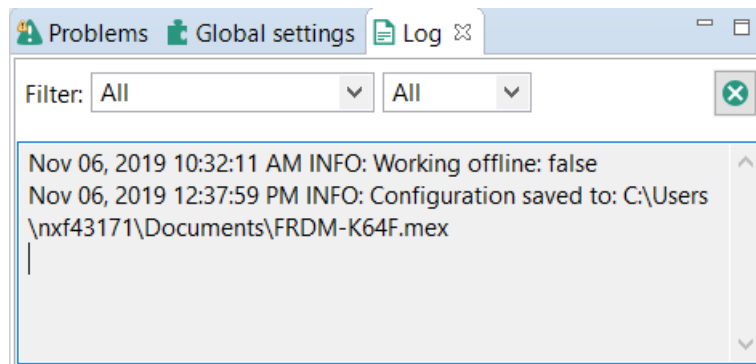 Problems Global settings Log
Filter: All All
Nov 06, 2019 10:32:11 AM INFO: Working offline: false
Nov 06, 2019 12:37:59 PM INFO: Configuration saved to: C:\Users
\nxf43171\Documents\FRDM-K64F.mex